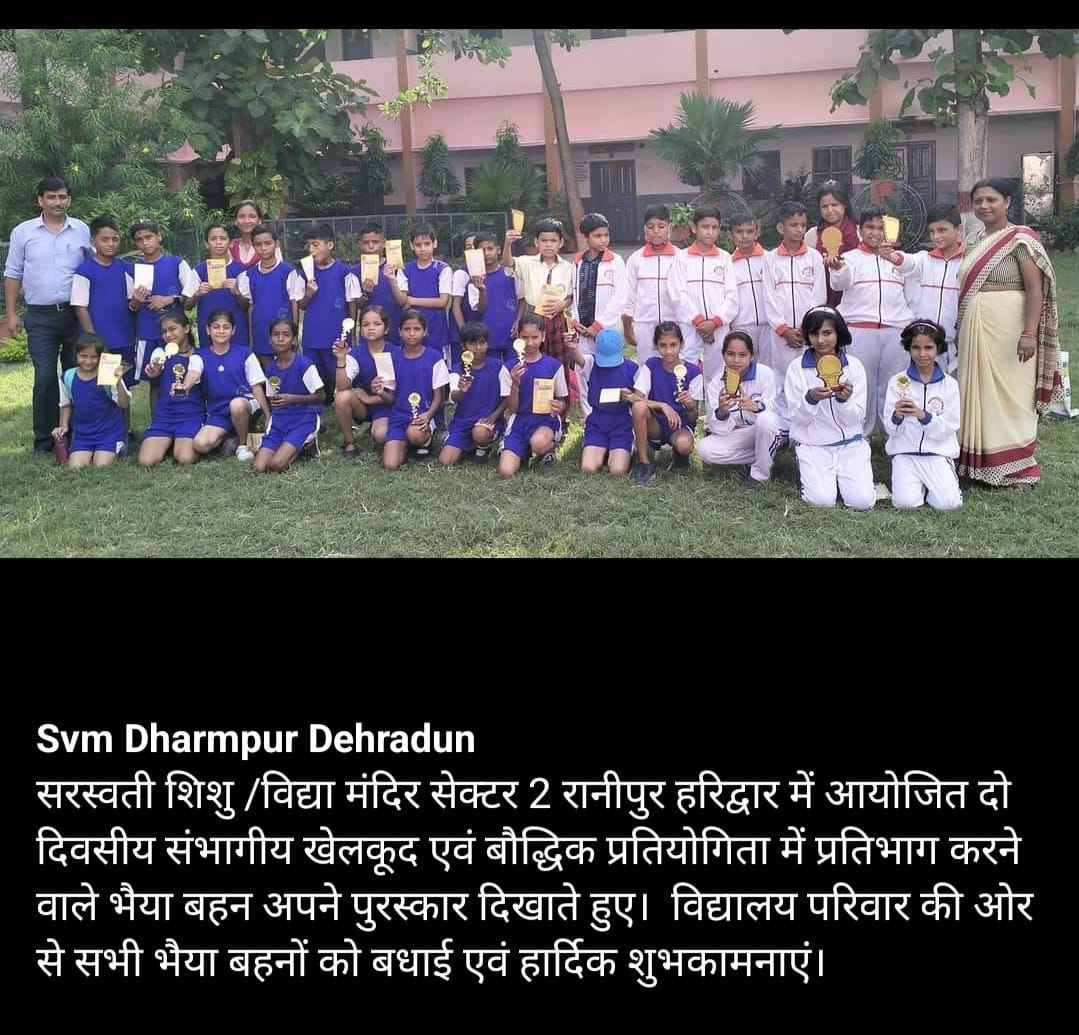 Svm Dharmpur Dehradun
सरस्वती शिशु /विद्या मंदिर सेक्टर 2 रानीपुर हरिद्वार में आयोजित दो
दिवसीय संभागीय खेलकूद एवं बौद्धिक प्रतियोगिता में प्रतिभाग करने
वाले भैया बहन अपने पुरस्कार दिखाते हुए।  विद्यालय परिवार की ओर
से सभी भैया बहनों को बधाई एवं हार्दिक शुभकामनाएं।